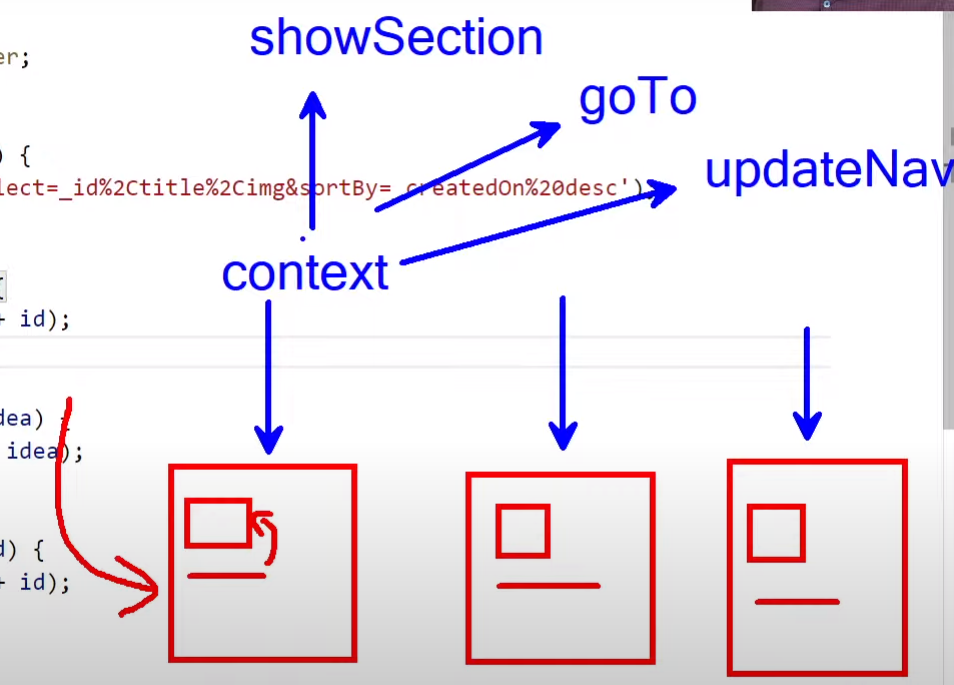 showSection
er;
goTo
) {
lect=_id%2Ctitle%2Cimg&sortBy=_createdOn%20desc')
updateNav
context
{
+ id);
dea) {
idea);
d) {
+ id);